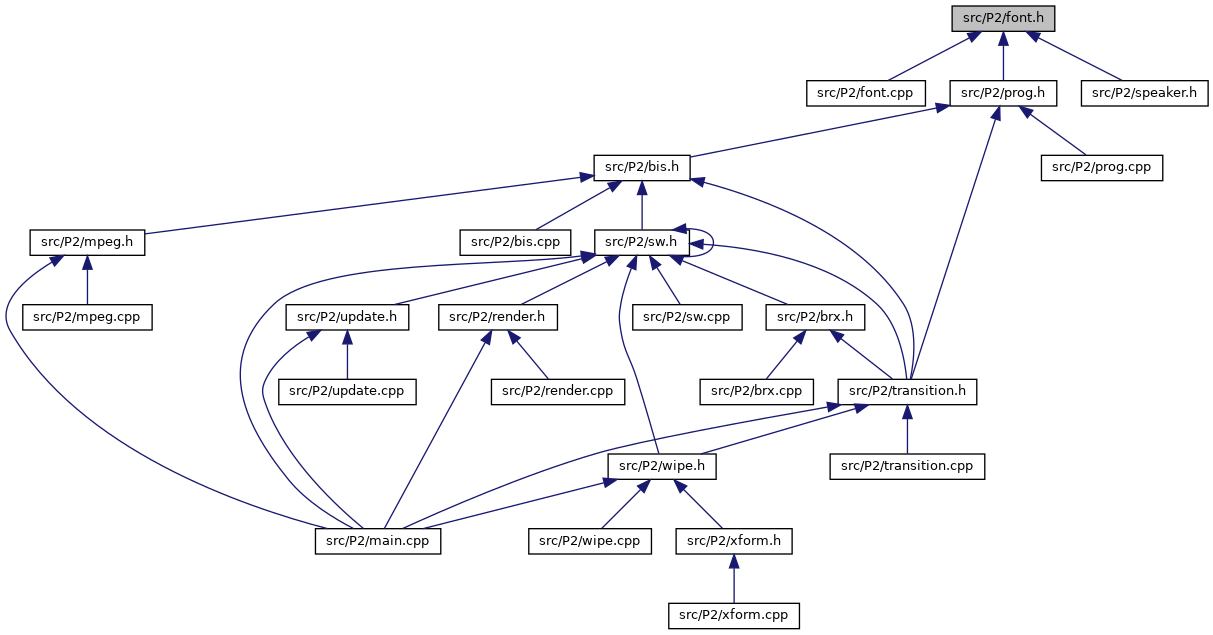 src/P2/font.h
src/P2/font.cpp
src/P2/prog.h
src/P2/speaker.h
src/P2/bis.h
src/P2/prog.cpp
src/P2/mpeg.h
src/P2/bis.cpp
src/P2/sw.h
src/P2/mpeg.cpp
src/P2/update.h
src/P2/render.h
src/P2/sw.cpp
src/P2/brx.h
src/P2/update.cpp
src/P2/render.cpp
src/P2/brx.cpp
src/P2/transition.h
src/P2/wipe.h
src/P2/transition.cpp
src/P2/main.cpp
src/P2/wipe.cpp
src/P2/xform.h
src/P2/xform.cpp